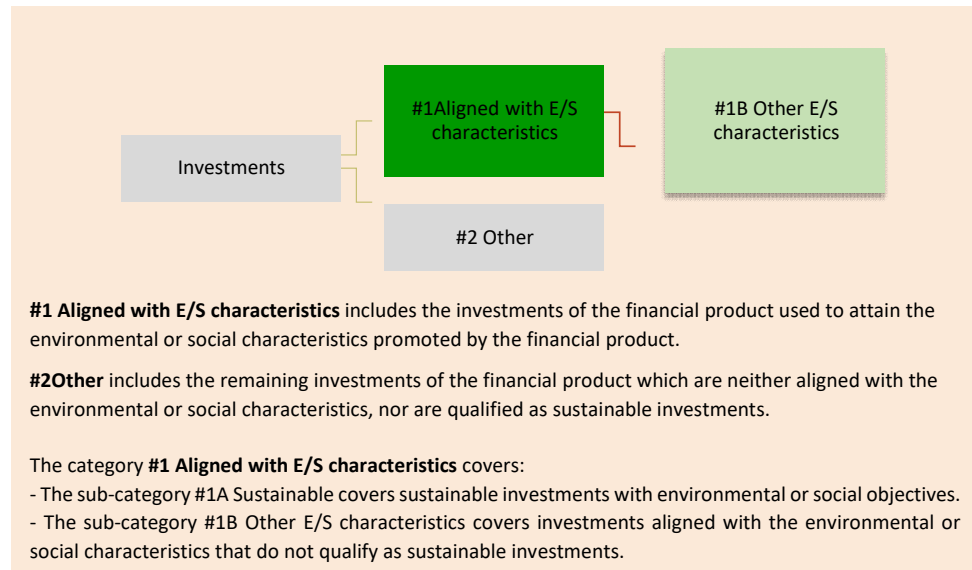 #1Aligned with E/S
characteristics
#1B Other E/S
characteristics
Investments
#2 Other
#1 Aligned with E/S characteristics includes the investments of the financial product used to attain the
environmental or social characteristics promoted by the financial product.
#2Other includes the remaining investments of the financial product which are neither aligned with the
environmental or social characteristics, nor are qualified as sustainable investments.
The category #1 Aligned with E/S characteristics covers:
- The sub-category #1A Sustainable covers sustainable investments with environmental or social objectives.
- The sub-category #1B Other E/S characteristics covers investments aligned with the environmental or
social characteristics that do not qualify as sustainable investments.